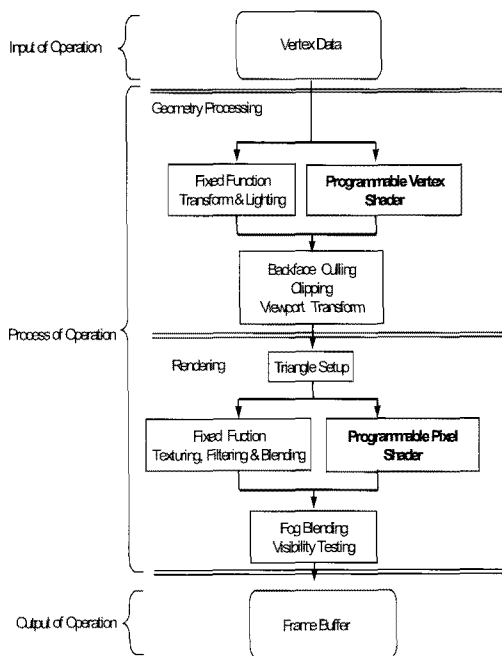 Input of Operation
Vertex Data
Geometry Processing
Fixed Function
Transform & Lighting
Programmable Vertex
Shader
Backface Culling
Clipping
Viewport Transform
Process of Operation
Rendering
Triangle Setup
Fixed Fuction
Texturing, Filtering & Blending
Programmable Pixel
Shader
Fog Blending
Visibility Testing
Output of Operation
Frame Buffer